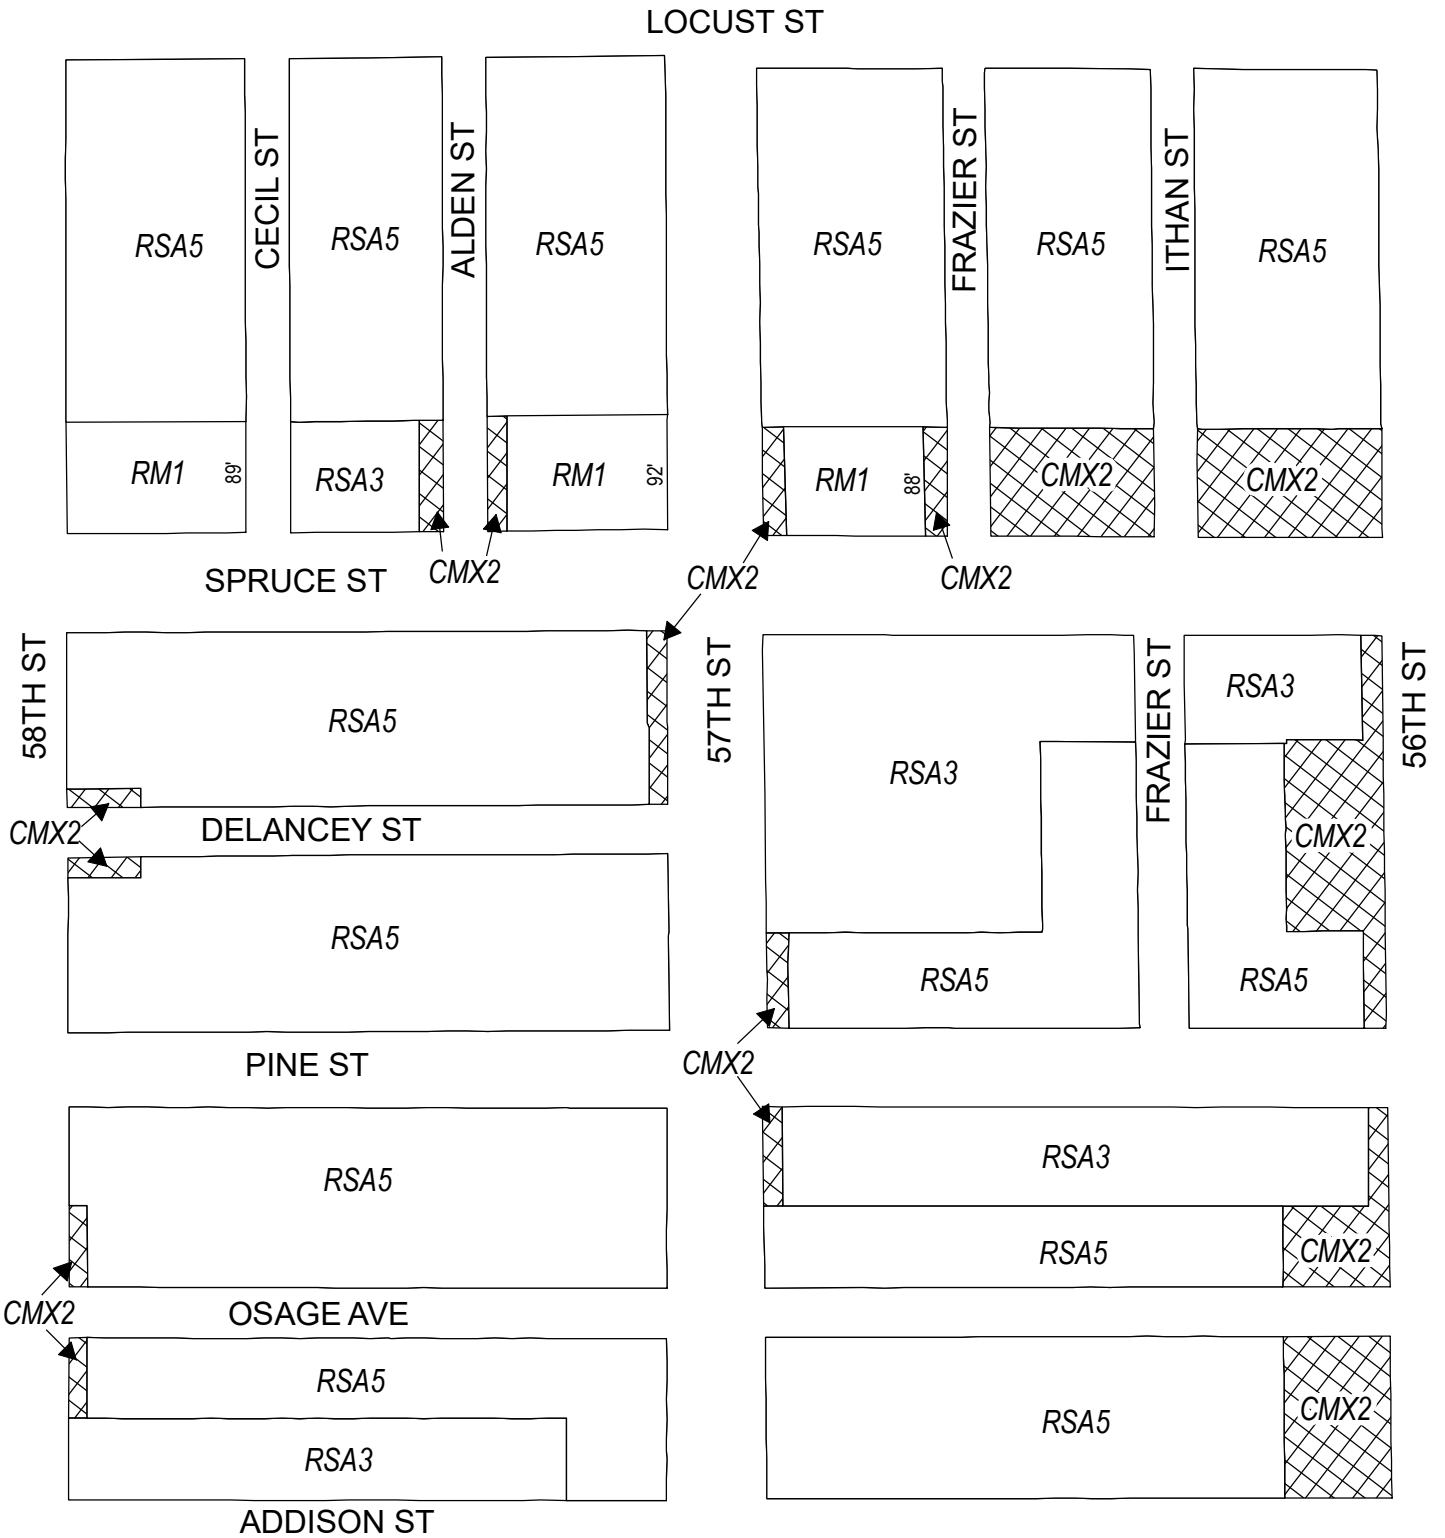 LOCUST ST
CECIL ST
ALDEN ST
FRAZIER ST
ITHAN ST
RSA5
RSA5
RSA5
RSA5
RSA5
RSA5
RM1
89'
RSA3
RM1
92'
RM1
88'
CMX2
CMX2
CMX2
CMX2
CMX2
SPRUCE ST
58TH ST
RSA5
57TH ST
RSA3
FRAZIER ST
RSA3
56TH ST
CMX2
DELANCEY ST
CMX2
RSA5
RSA5
RSA5
PINE ST
CMX2
RSA5
RSA3
RSA5
CMX2
CMX2
OSAGE AVE
RSA5
RSA3
RSA5
CMX2
ADDISON ST